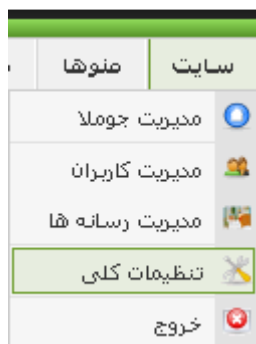 سایت منوها
مدیریت جوملا
مدیریت کاربران
مدیریت رسانه ها
تنظیمات کلی
خروج